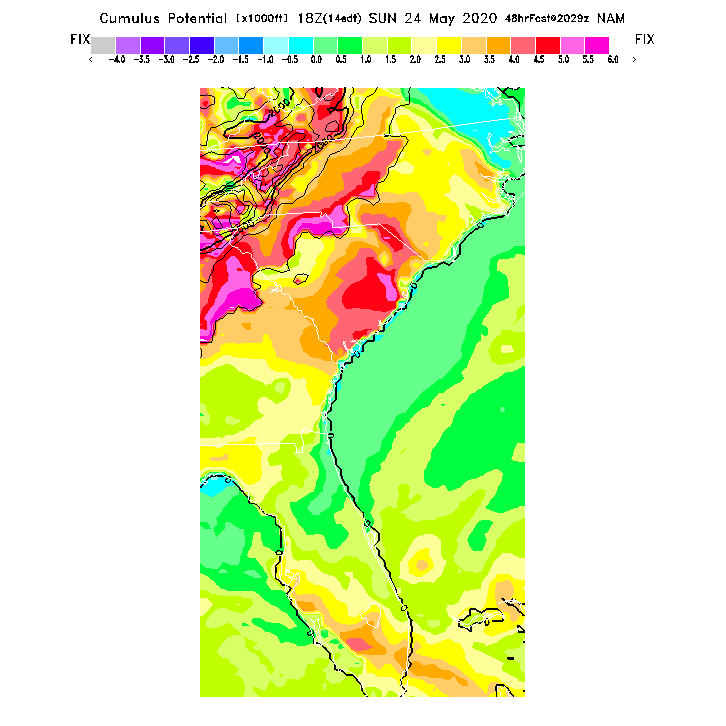 Cumulus Potential [x1000ft] 18Z(14edt) SUN 24 May 2020 48hrFcst@2029z NAM
FIX FIX
< -4.0 -3.5 -3.0 -2.5 -2.0 -1.5 -1.0 -0.5 0.0 0.5 1.0 1.5 2.0 2.5 3.0 3.5 4.0 4.5 5.0 5.5 6.0 >